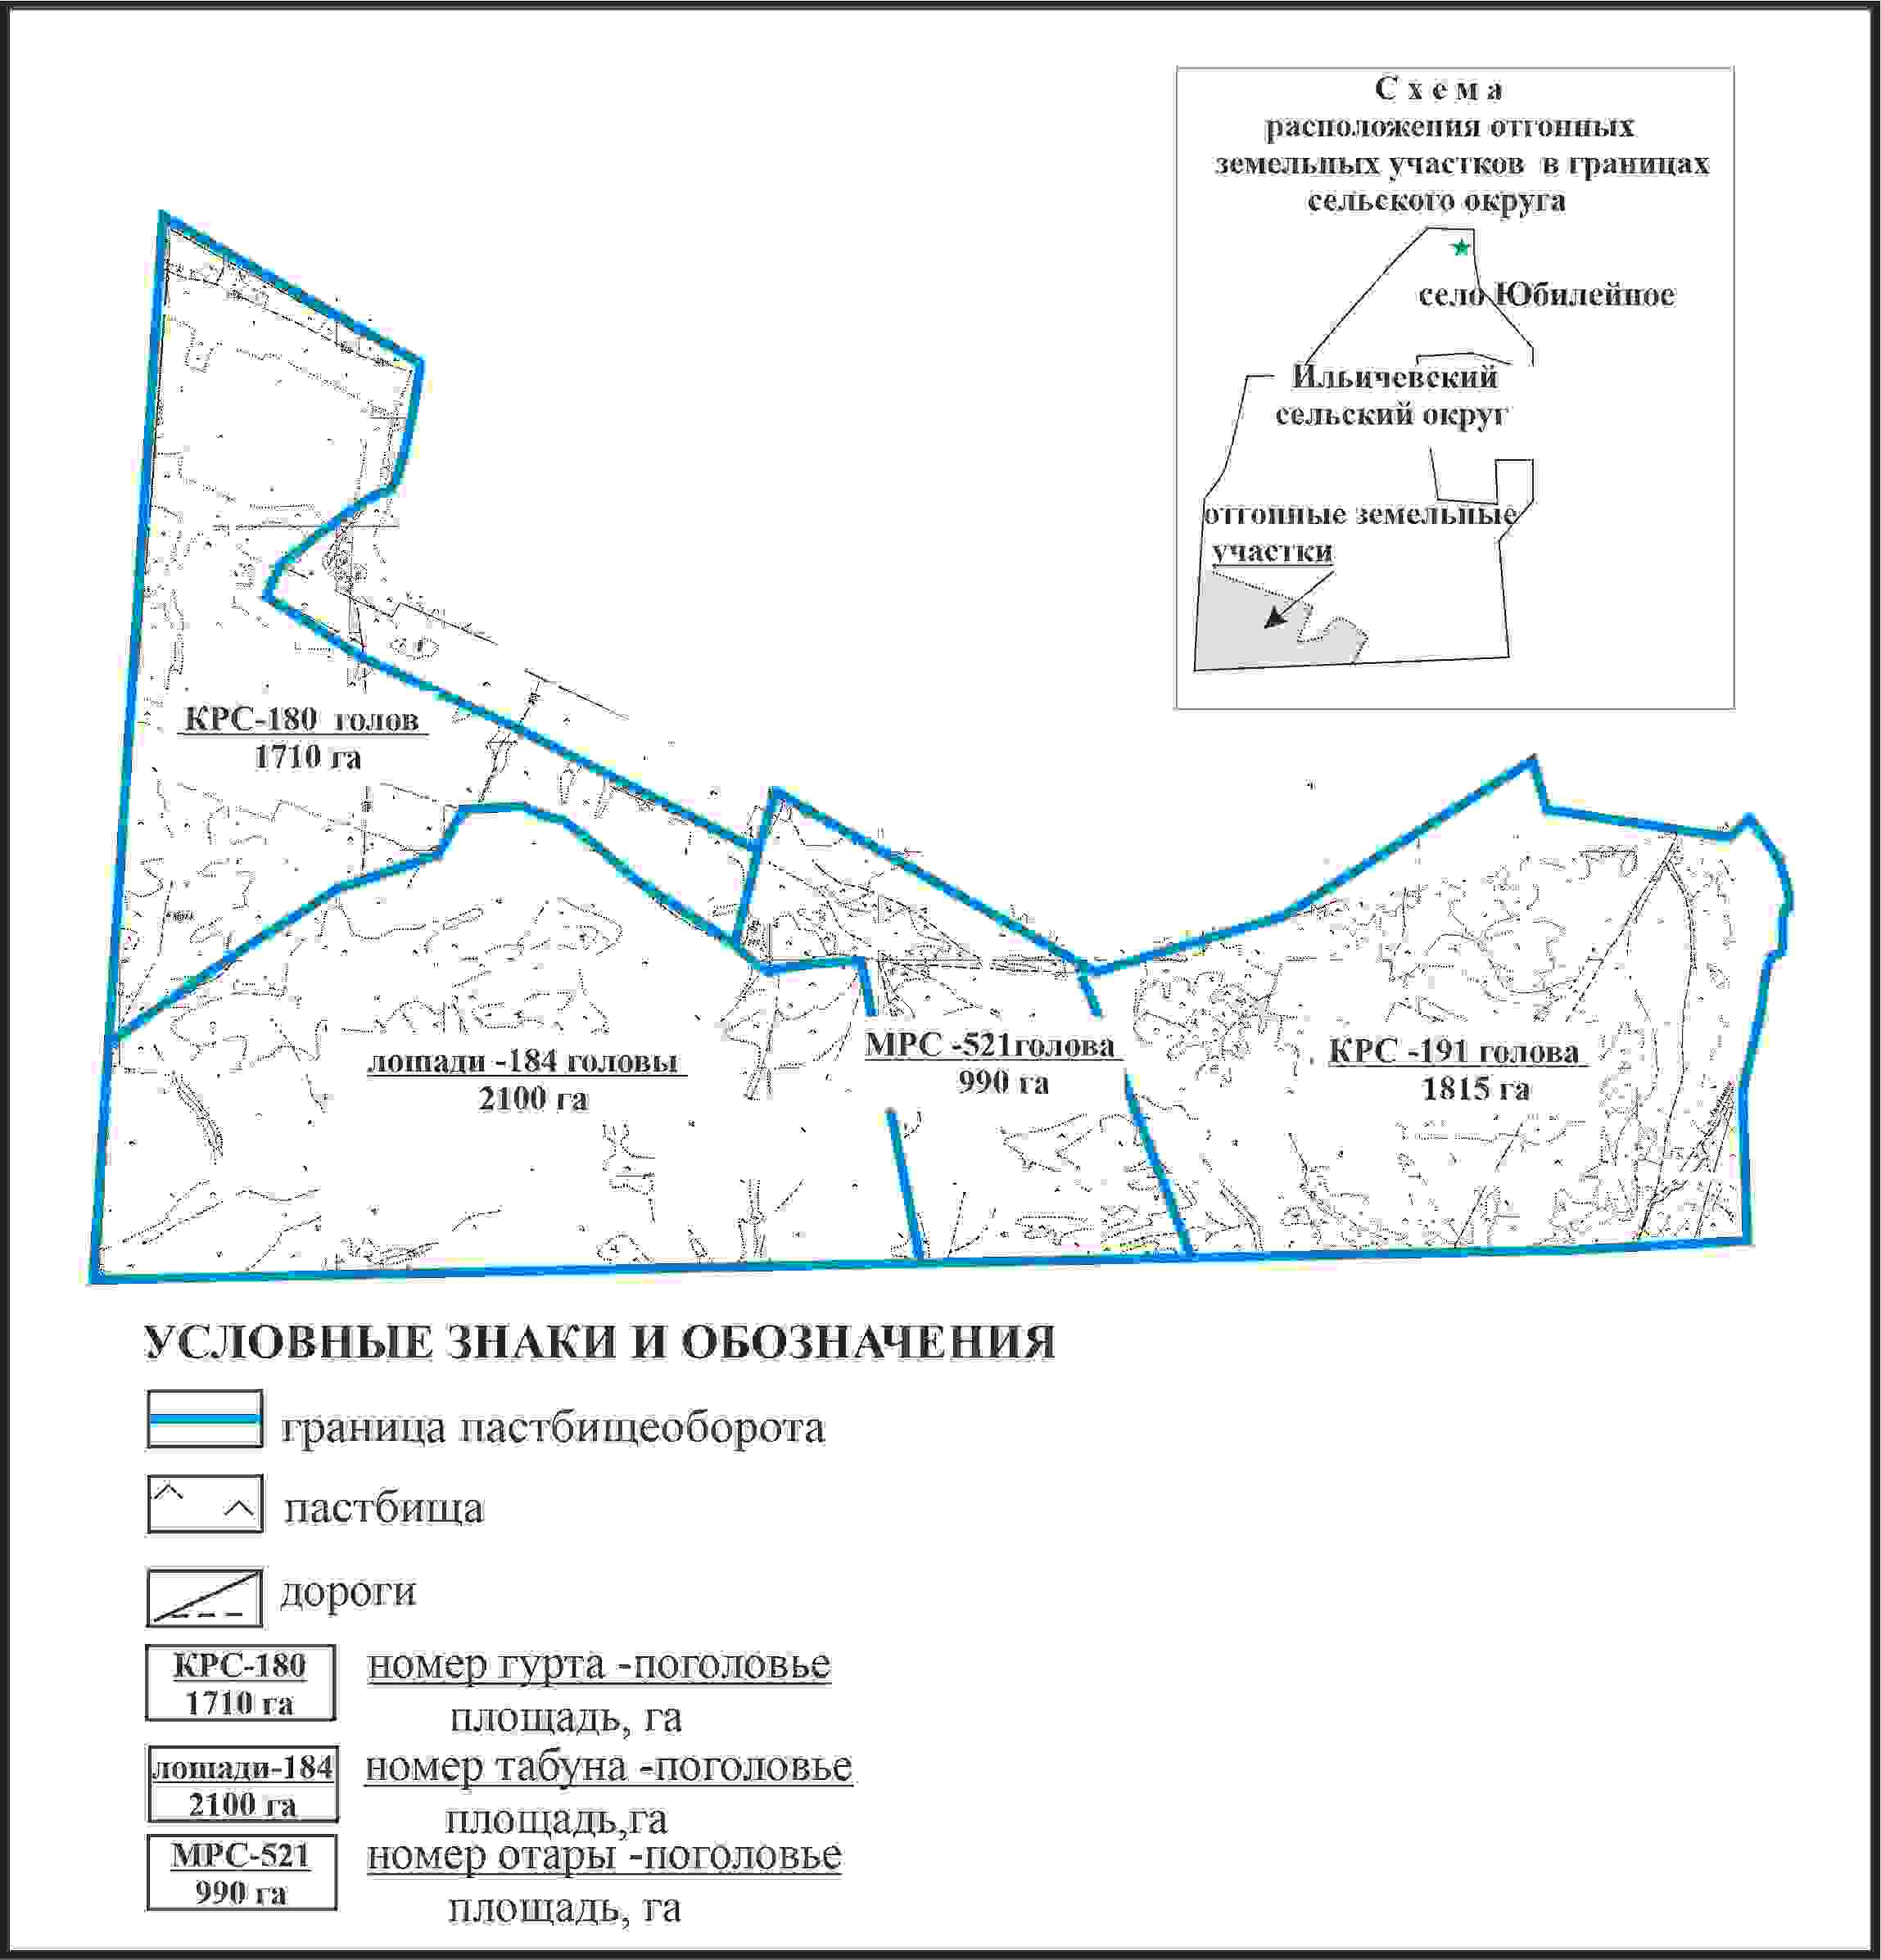 С х е м а
расположения отгонных
земельных участков в границах
сельского округа
село Юбилейное
Ильичевский
сельский округ
отгонные земельные
участки
КРС-180 голов
1710 га
лошади -184 головы
2100 га
МРС -521голова
990 га
КРС -191 голова
1815 га
УСЛОВНЫЕ ЗНАКИ И ОБОЗНАЧЕНИЯ
граница пастбищеоборота
пастбища
дороги
КРС-180
1710 га
номер гурта -поголовье
площадь, га
лошади-184
2100 га
номер табуна -поголовье
площадь,га
МРС-521
990 га
номер отары -поголовье
площадь, га